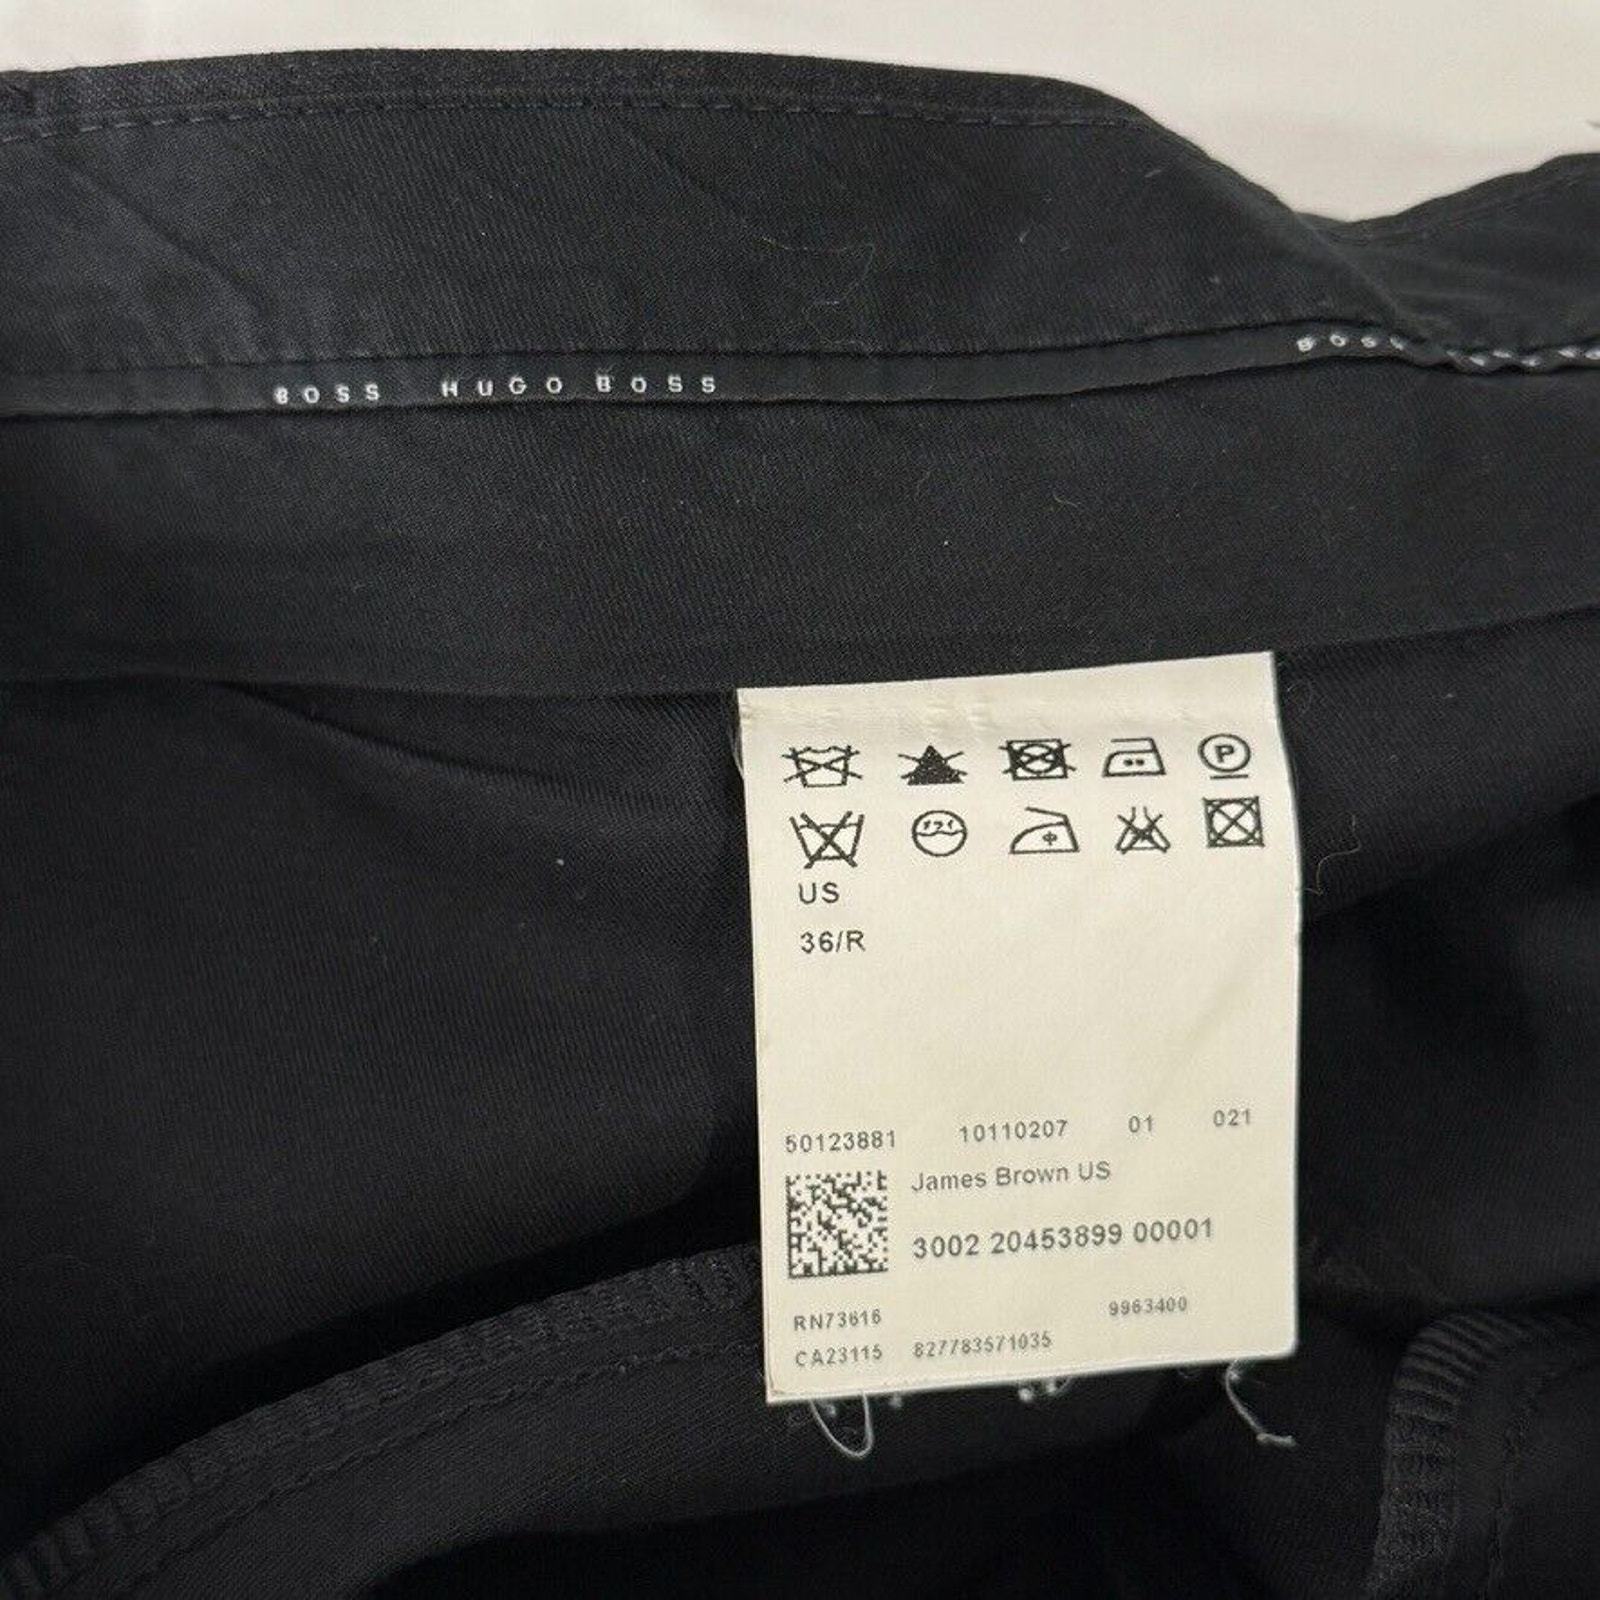 BOSS HUGO BOSS
BOS
P
US
36/R
50123881 10110207 01 021
James Brown US
3002 20453899 00001
RN73616 9963400
CA23115 827783571035